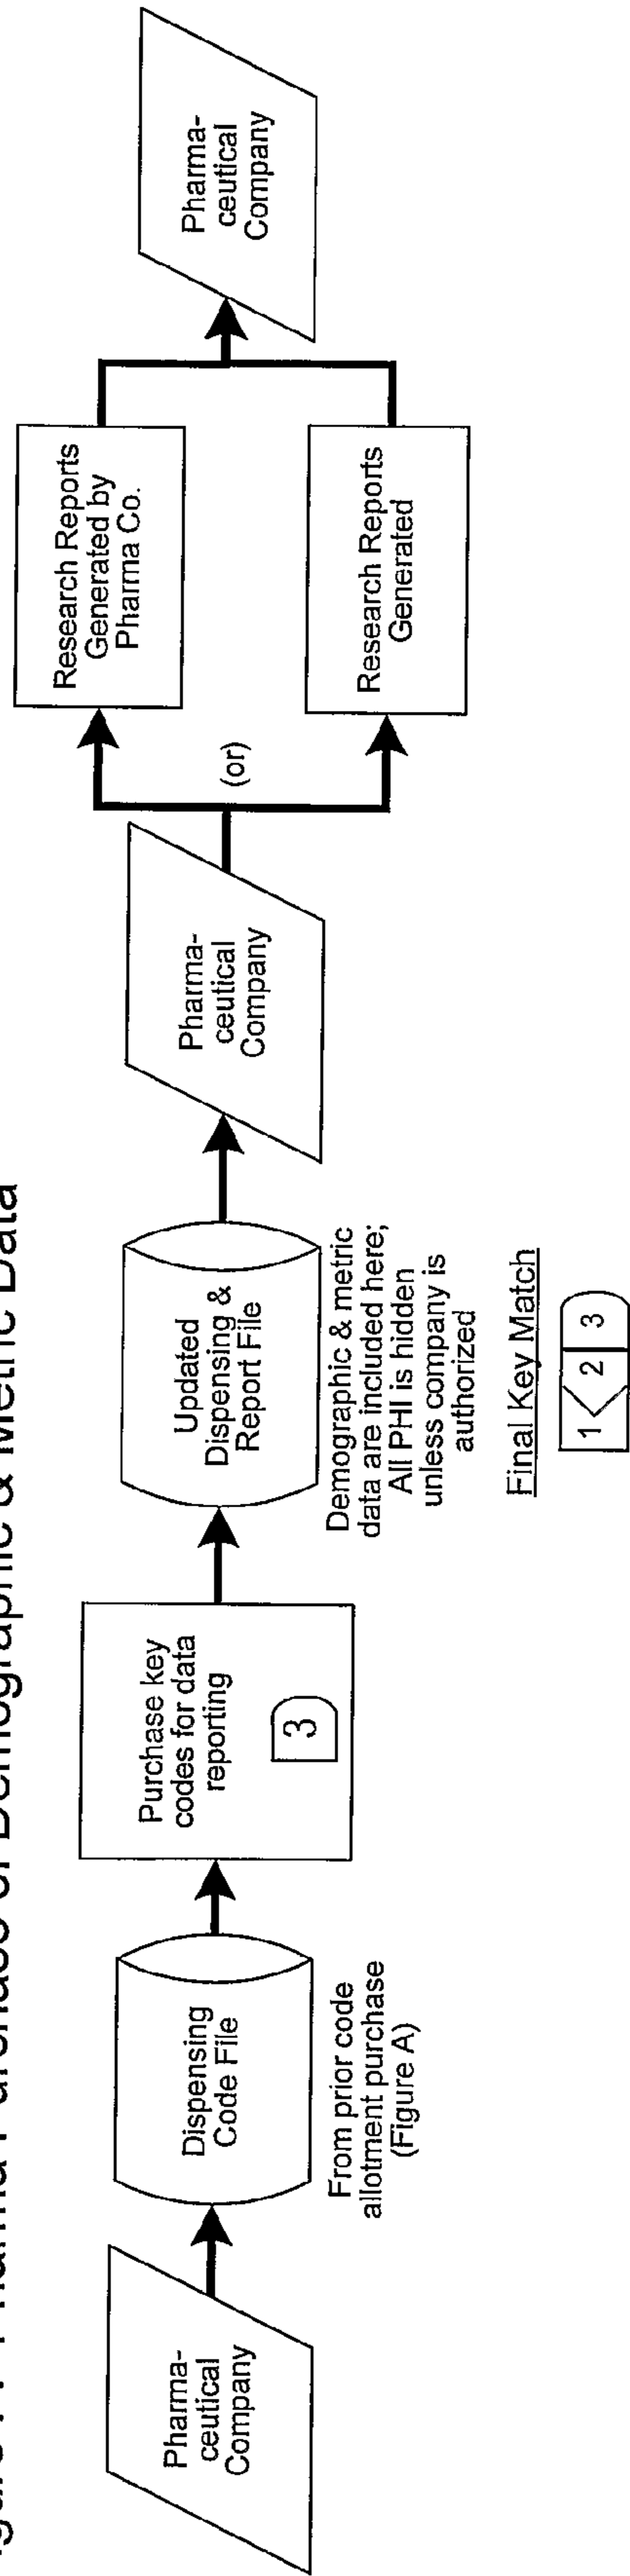 Pharma Purchase of Demographic & Metric Data
Pharma-
ceutical
Company
Dispensing
Code File
From prior code
allotment purchase
(Figure A)
Purchase key
codes for data
reporting
3
Updated
Dispensing &
Report File
Demographic & metric
data are included here;
All PHI is hidden
unless company is
authorized
Final Key Match
1 2 3
Pharma-
ceutical
Company
(or)
Research Reports
Generated by
Pharma Co.
Research Reports
Generated
Pharma-
ceutical
Company